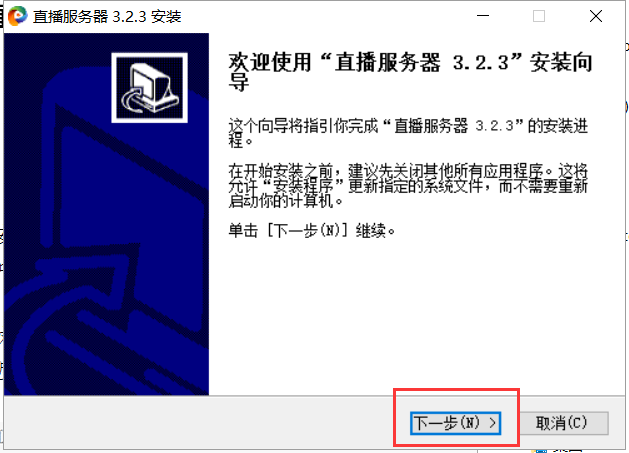 直播服务器 3.2.3 安装
欢迎使用“直播服务器 3.2.3”安装向
导
这个向导将指引你完成“直播服务器 3.2.3”的安装进
程。
在开始安装之前，建议先关闭其他所有应用程序。这将
允许“安装程序”更新指定的系统文件，而不需要重新
启动你的计算机。
单击 [下一步(N)] 继续。
下一步(N) >
取消(C)